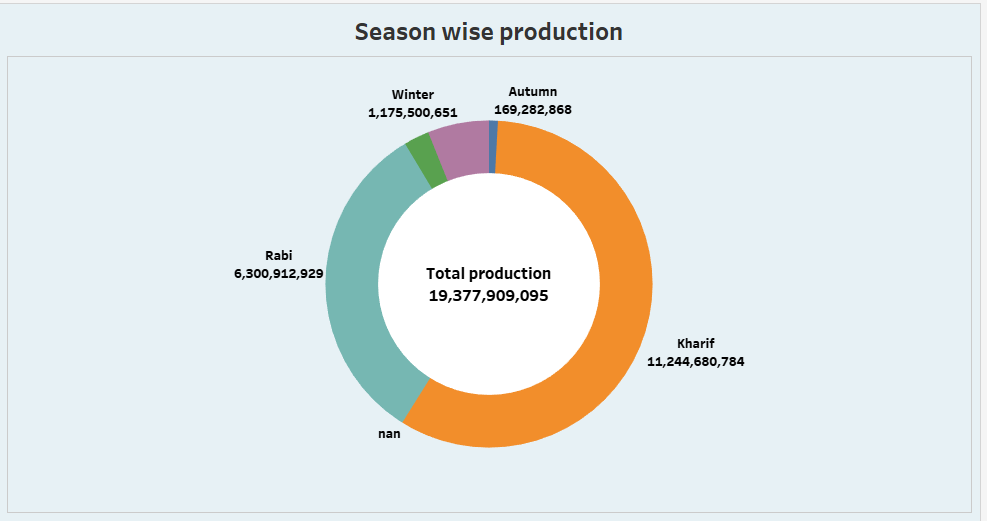 Season wise production
Winter
1,175,500,651
Autumn
169,282,868
Rabi
6,300,912,929
Total production
19,377,909,095
Kharif
11,244,680,784
nan